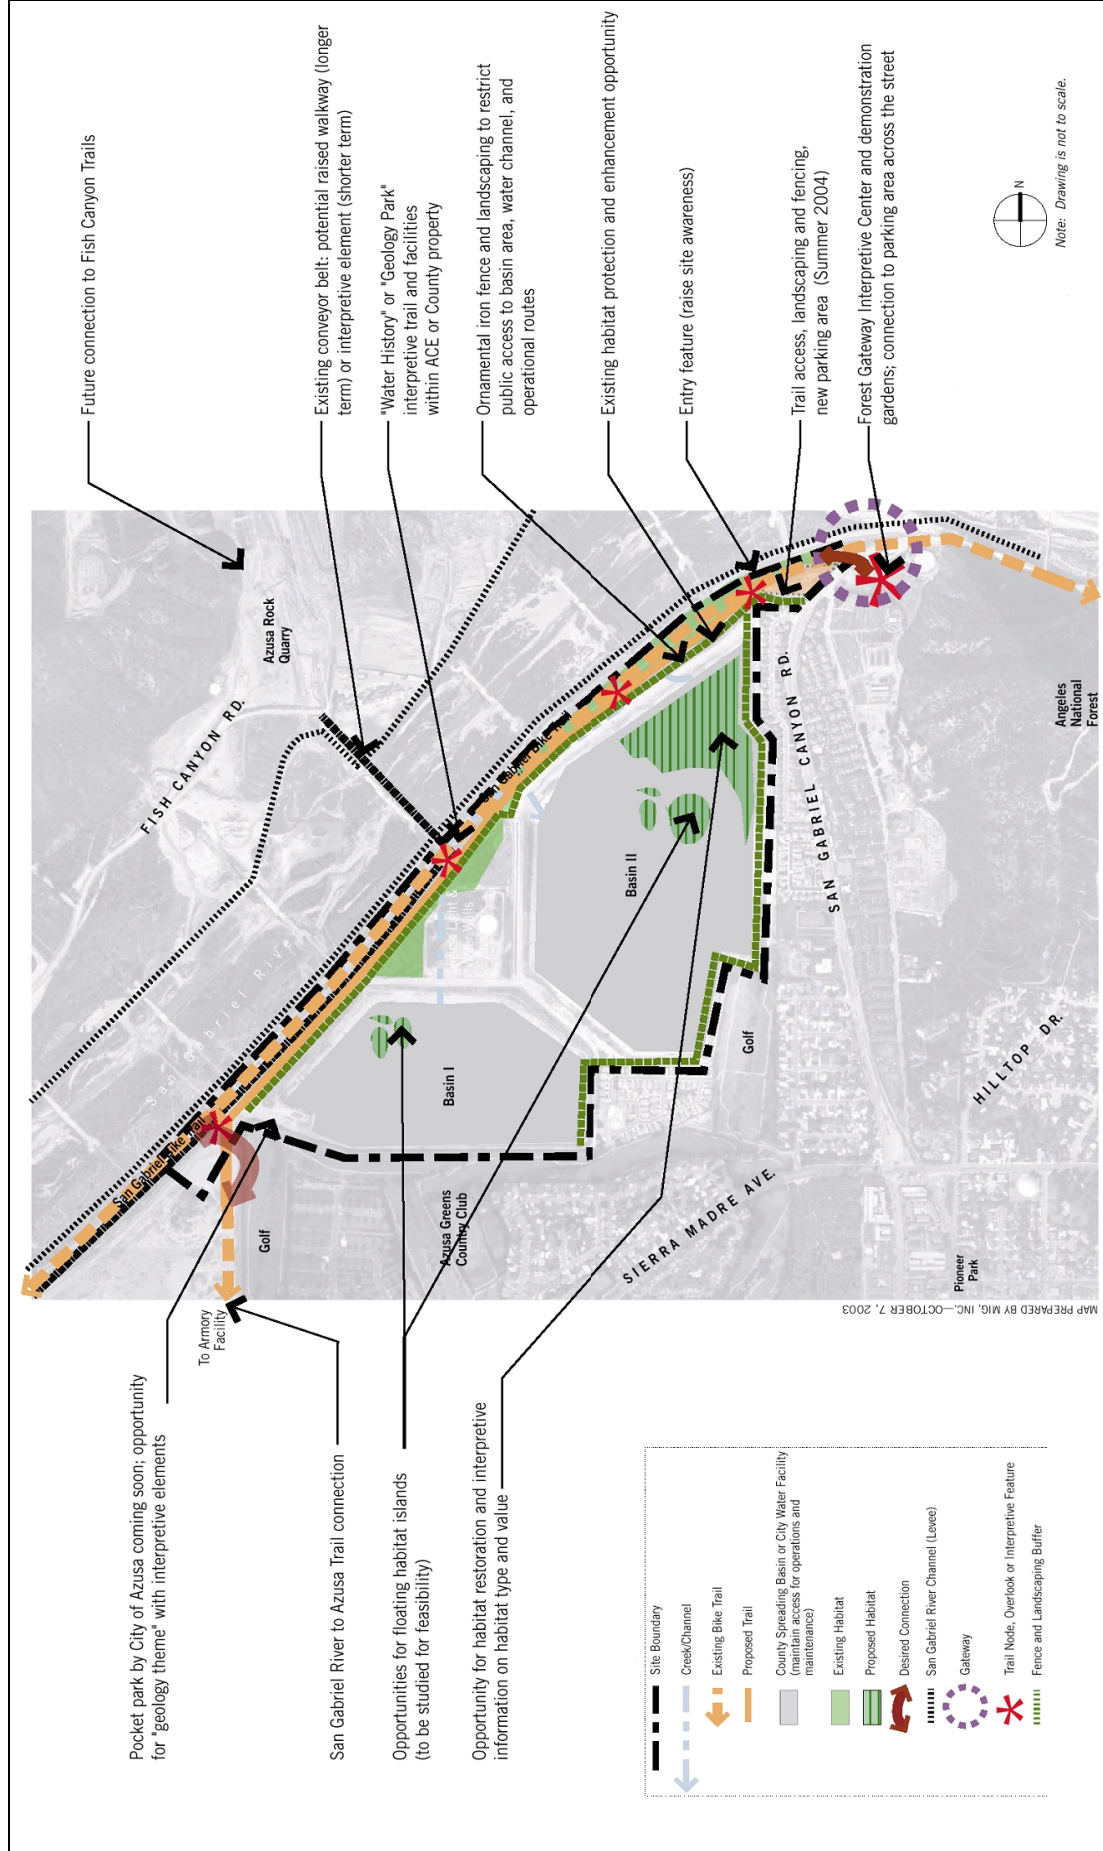 Future connection to Fish Canyon Trails
Existing conveyor belt: potential raised walkway (longer
term) or interpretive element (shorter term)
"Water History" or "Geology Park"
interpretive trail and facilities
within ACE or County property
Ornamental iron fence and landscaping to restrict
public access to basin area, water channel, and
operational routes
Existing habitat protection and enhancement opportunity
Entry feature (raise site awareness)
Trail access, landscaping and fencing,
new parking area (Summer 2004)
Forest Gateway Interpretive Center and demonstration
gardens; connection to parking area across the street
N
Note: Drawing is not to scale.
Azusa Rock
Quarry
FISH CANYON RD.
San Gabriel River
San Gabriel Bike Trail
San Gabriel Bike Trail
Basin II
Basin I
SAN GABRIEL CANYON RD.
Angeles
National
Forest
Golf
HILLTOP DR.
Golf
Azusa Greens
Country Club
SIERRA MADRE AVE.
Pioneer
Park
To Armory
Facility
MAP PREPARED BY MIG, INC.—OCTOBER 7, 2003
Pocket park by City of Azusa coming soon; opportunity
for "geology theme" with interpretive elements
San Gabriel River to Azusa Trail connection
Opportunities for floating habitat islands
(to be studied for feasibility)
Opportunity for habitat restoration and interpretive
information on habitat type and value
Site Boundary
Creek/Channel
Existing Bike Trail
Proposed Trail
County Spreading Basin or City Water Facility
(maintain access for operations and
maintenance)
Existing Habitat
Proposed Habitat
Desired Connection
San Gabriel River Channel (Levee)
Gateway
Trail Node, Overlook or Interpretive Feature
Fence and Landscaping Buffer